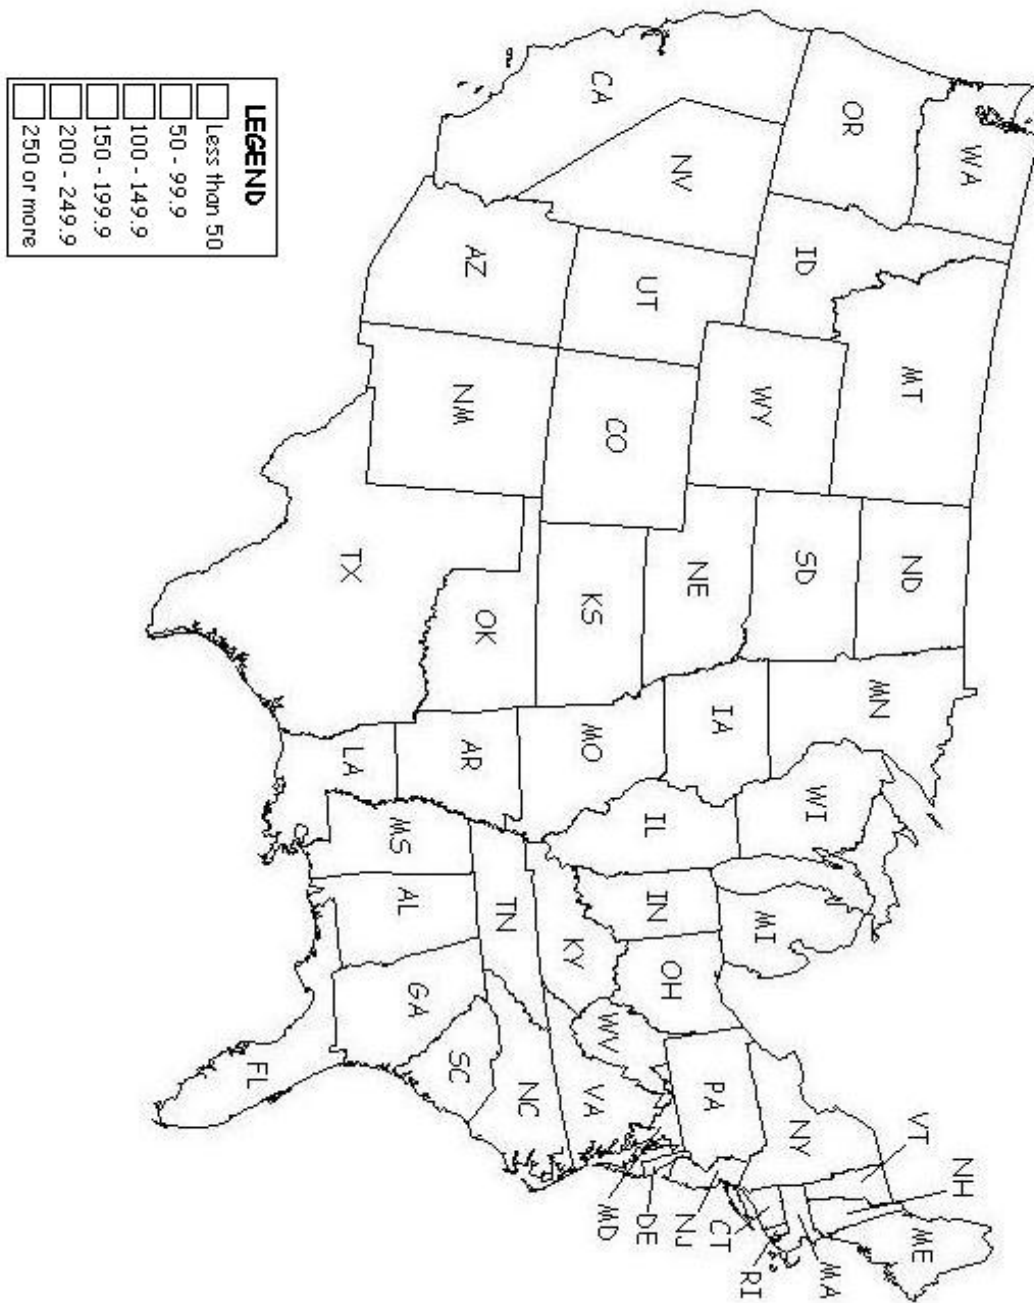 WA
OR
CA
NV
ID
MT
WY
UT
AZ
CO
NM
ND
SD
NE
KS
OK
TX
MN
IA
MO
AR
LA
WI
IL
MS
MI
IN
KY
TN
AL
OH
WV
GA
FL
SC
NC
VA
PA
NY
VT
NH
ME
MA
RI
CT
NJ
DE
MD
LEGEND
Less than 50
50 - 99.9
100 - 149.9
150 - 199.9
200 - 249.9
250 or more